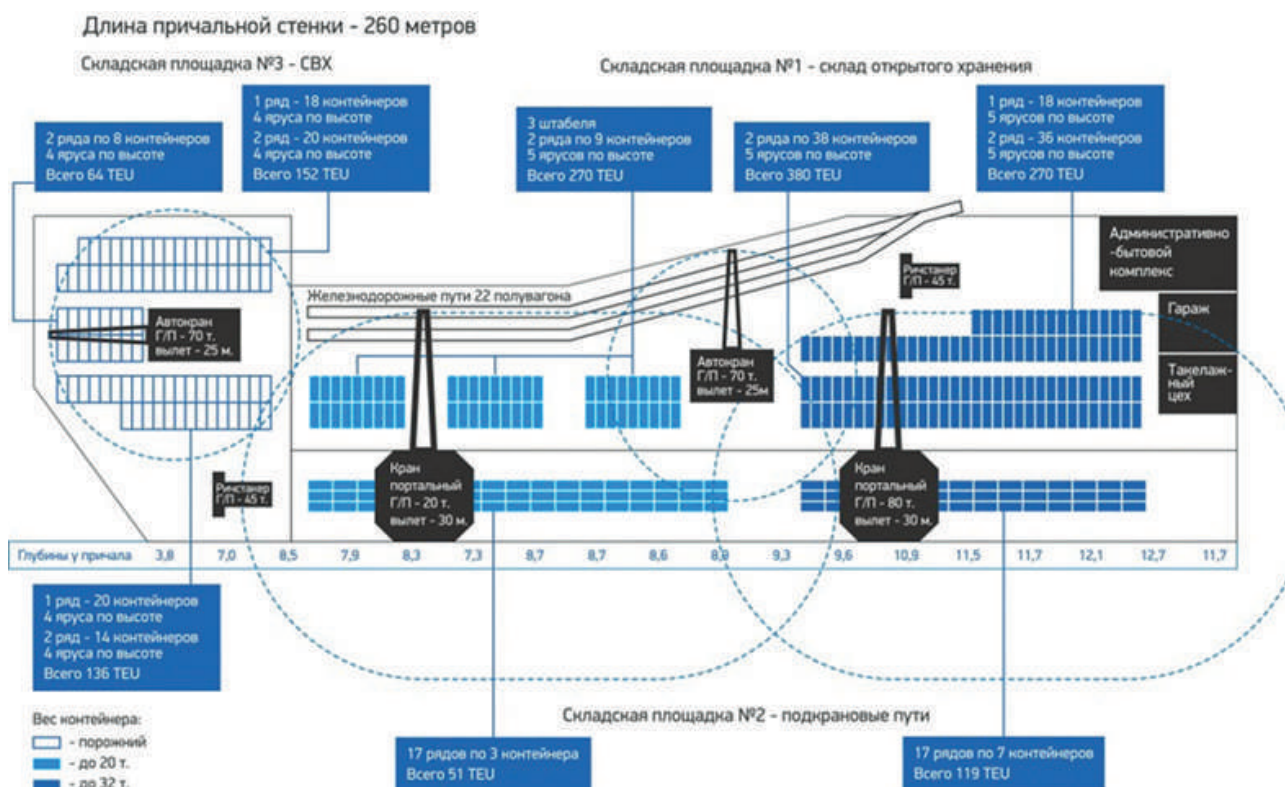 Длина причальной стенки - 260 метров
Складская площадка №3 - СВХ
Складская площадка №1 - склад открытого хранения
2 ряда по 8 контейнеров
4 яруса по высоте
Всего 64 TEU
1 ряд - 18 контейнеров
4 яруса по высоте
2 ряд - 20 контейнеров
4 яруса по высоте
Всего 152 TEU
3 штабеля
2 ряда по 9 контейнеров
5 ярусов по высоте
Всего 270 TEU
2 ряда по 38 контейнеров
5 ярусов по высоте
Всего 380 TEU
1 ряд - 18 контейнеров
5 ярусов по высоте
2 ряд - 36 контейнеров
5 ярусов по высоте
Всего 270 TEU
Административно
-бытовой
комплекс
Ричстакер
Г/П - 45 т.
Железнодорожные пути 22 полувагона
Гараж
Автокран
Г/П - 70 т.
вылет - 25 м.
Автокран
Г/П - 70 т.
вылет - 25м
Такелаж-
ный
цех
Ричстакер
Г/П - 45 т.
Кран
портальный
Г/П - 20 т.
вылет - 30 м.
Кран
портальный
Г/П - 80 т.
вылет - 30 м.
Глубины у причала 3,8 7,0 8,5 7,9 8,3 7,3 8,7 8,7 8,6 9,3 9,6 10,9 11,5 11,7 12,1 12,7 11,7
1 ряд - 20 контейнеров
4 яруса по высоте
2 ряд - 14 контейнеров
4 яруса по высоте
Всего 136 TEU
Складская площадка №2 - подкрановые пути
Вес контейнера:
- порожний
- до 20 т.
- до 32 т.
17 рядов по 3 контейнера
Всего 51 TEU
17 рядов по 7 контейнеров
Всего 119 TEU